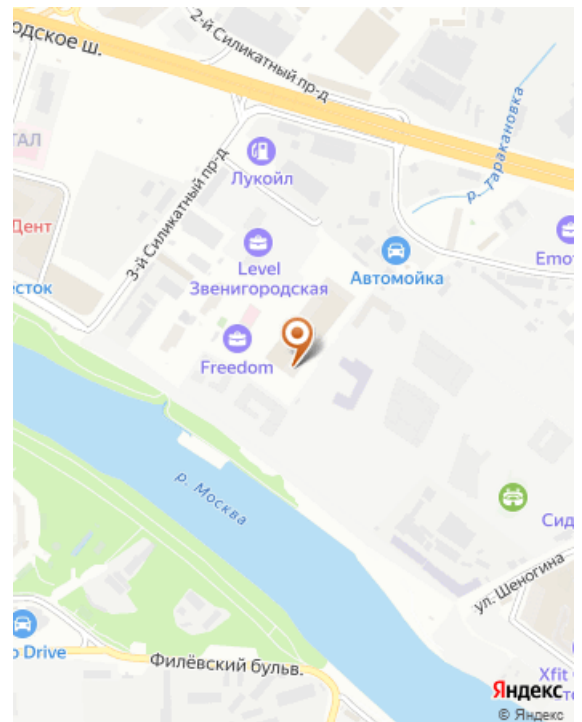 одское ш.
2-й Силикатный пр-д
ТАЛ
Лукойл
р. Таракановка
3-й Силикатный пр-д
Дент
Level
Звенигородская
Автомойка
Emot
есток
Freedom
р. Москва
Сид
ул. Шеногина
o Drive
Филёвский бульв.
Xfit
Яндекс
© Яндекс